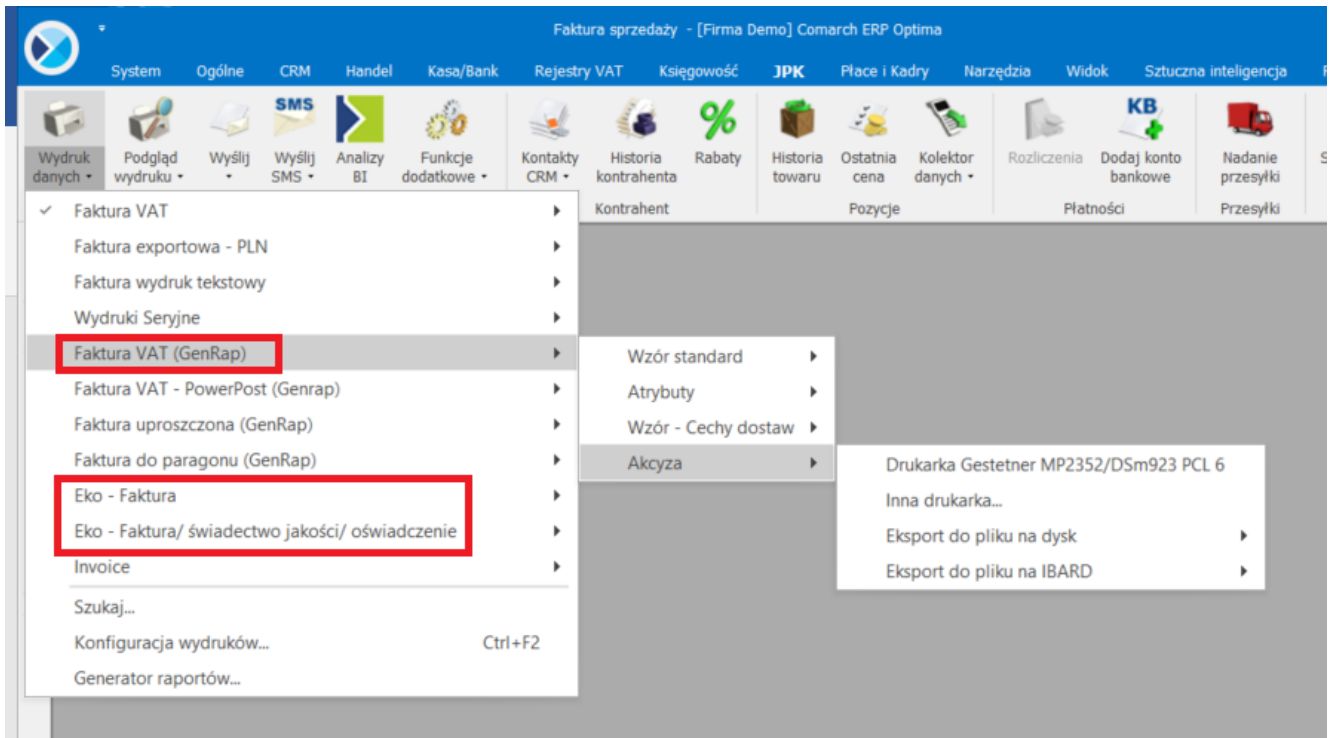 Faktura sprzedaży - [Firma Demo] Comarch ERP Optima
System Ogólne CRM Handel Kasa/Bank Rejestry VAT Księgowość JPK Płace i Kadry Narzędzia Widok Sztuczna inteligencja
SMS KB
Wydruk danych Podgląd wydruku Wyślij Wyślij SMS Analizy BI Funkcje dodatkowe Kontakty CRM Historia kontrahenta Rabaty Historia towaru Ostatnia cena Kolektor danych Rozliczenia Dodaj konto bankowe Nadanie przesyłki
Kontrahent Pozycje Płatności Przesyłki
Faktura VAT
Faktura exportowa - PLN
Faktura wydruk tekstowy
Wydruki Seryjne
Faktura VAT (GenRap)
Faktura VAT - PowerPost (Genrap)
Faktura uproszczona (GenRap)
Faktura do paragonu (GenRap)
Eko - Faktura
Eko - Faktura/ świadectwo jakości/ oświadczenie
Invoice
Szukaj...
Konfiguracja wydruków... Ctrl+F2
Generator raportów...
Wzór standard
Atrybuty
Wzór - Cechy dostaw
Akcyza
Drukarka Gestetner MP2352/DSm923 PCL 6
Inna drukarka...
Eksport do pliku na dysk
Eksport do pliku na IBARD